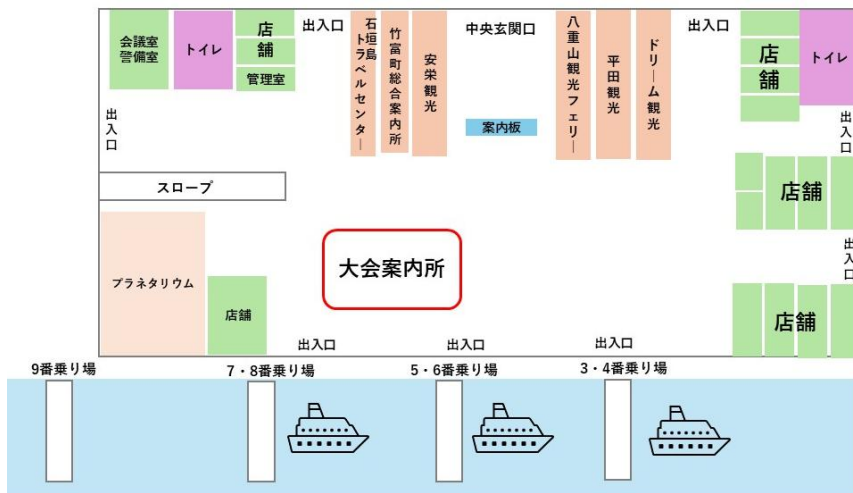 会議室
警備室
トイレ
店
舗
管理室
出入口
石垣島
トラベルセンター
竹富町総合案内所
安栄観光
中央玄関口
案内板
八重山観光フェリー
平田観光
ドリーム観光
出入口
店
舗
トイレ
出入口
出入口
店舗
スロープ
大会案内所
出入口
プラネタリウム
店舗
店舗
出入口
出入口
出入口
9番乗り場
7・8番乗り場
5・6番乗り場
3・4番乗り場